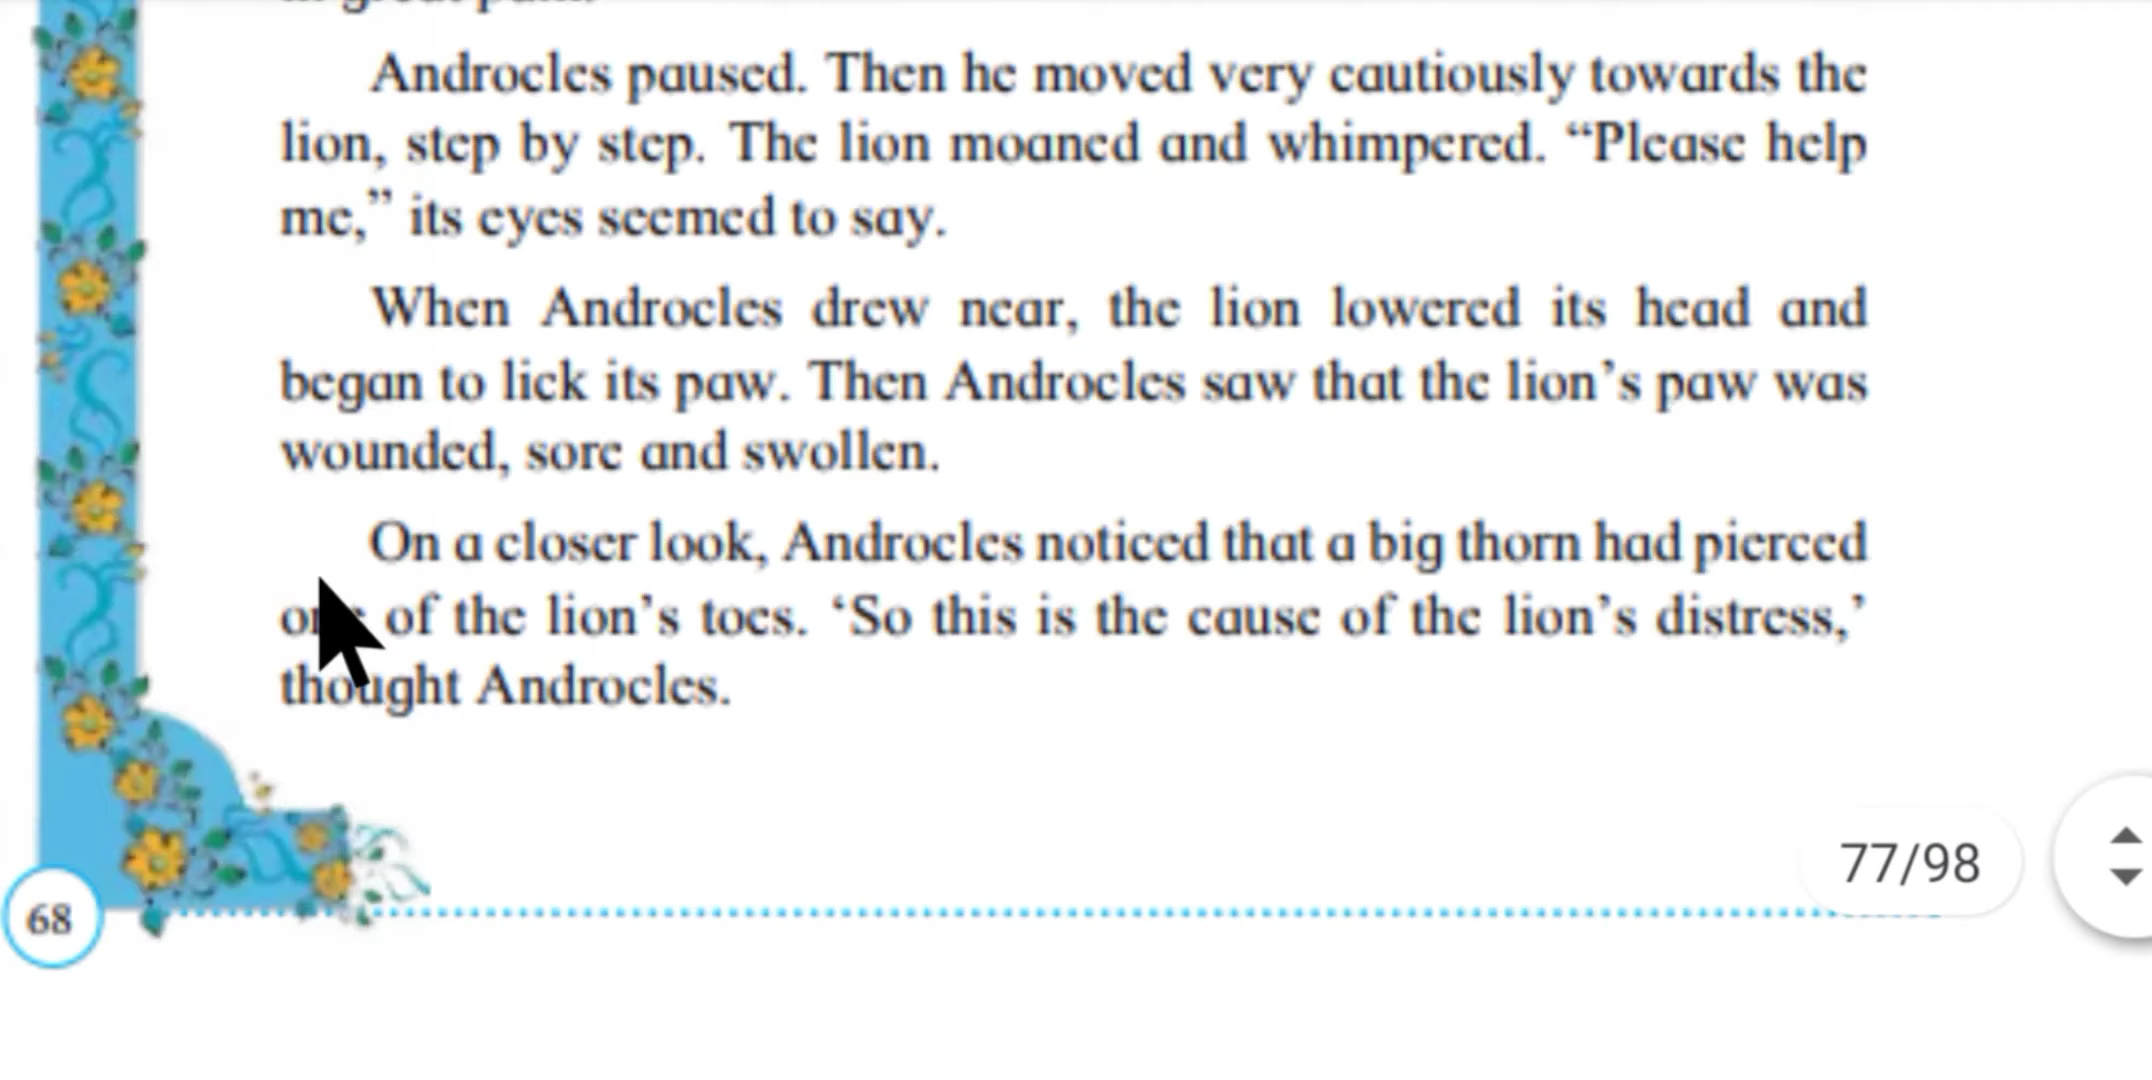 Androcles paused. Then he moved very cautiously towards the
lion, step by step. The lion moaned and whimpered. “Please help
me,” its eyes seemed to say.
When Androcles drew near, the lion lowered its head and
began to lick its paw. Then Androcles saw that the lion’s paw was
wounded, sore and swollen.
On a closer look, Androcles noticed that a big thorn had pierced
one of the lion’s toes. ‘So this is the cause of the lion’s distress,’
thought Androcles.
77/98
68